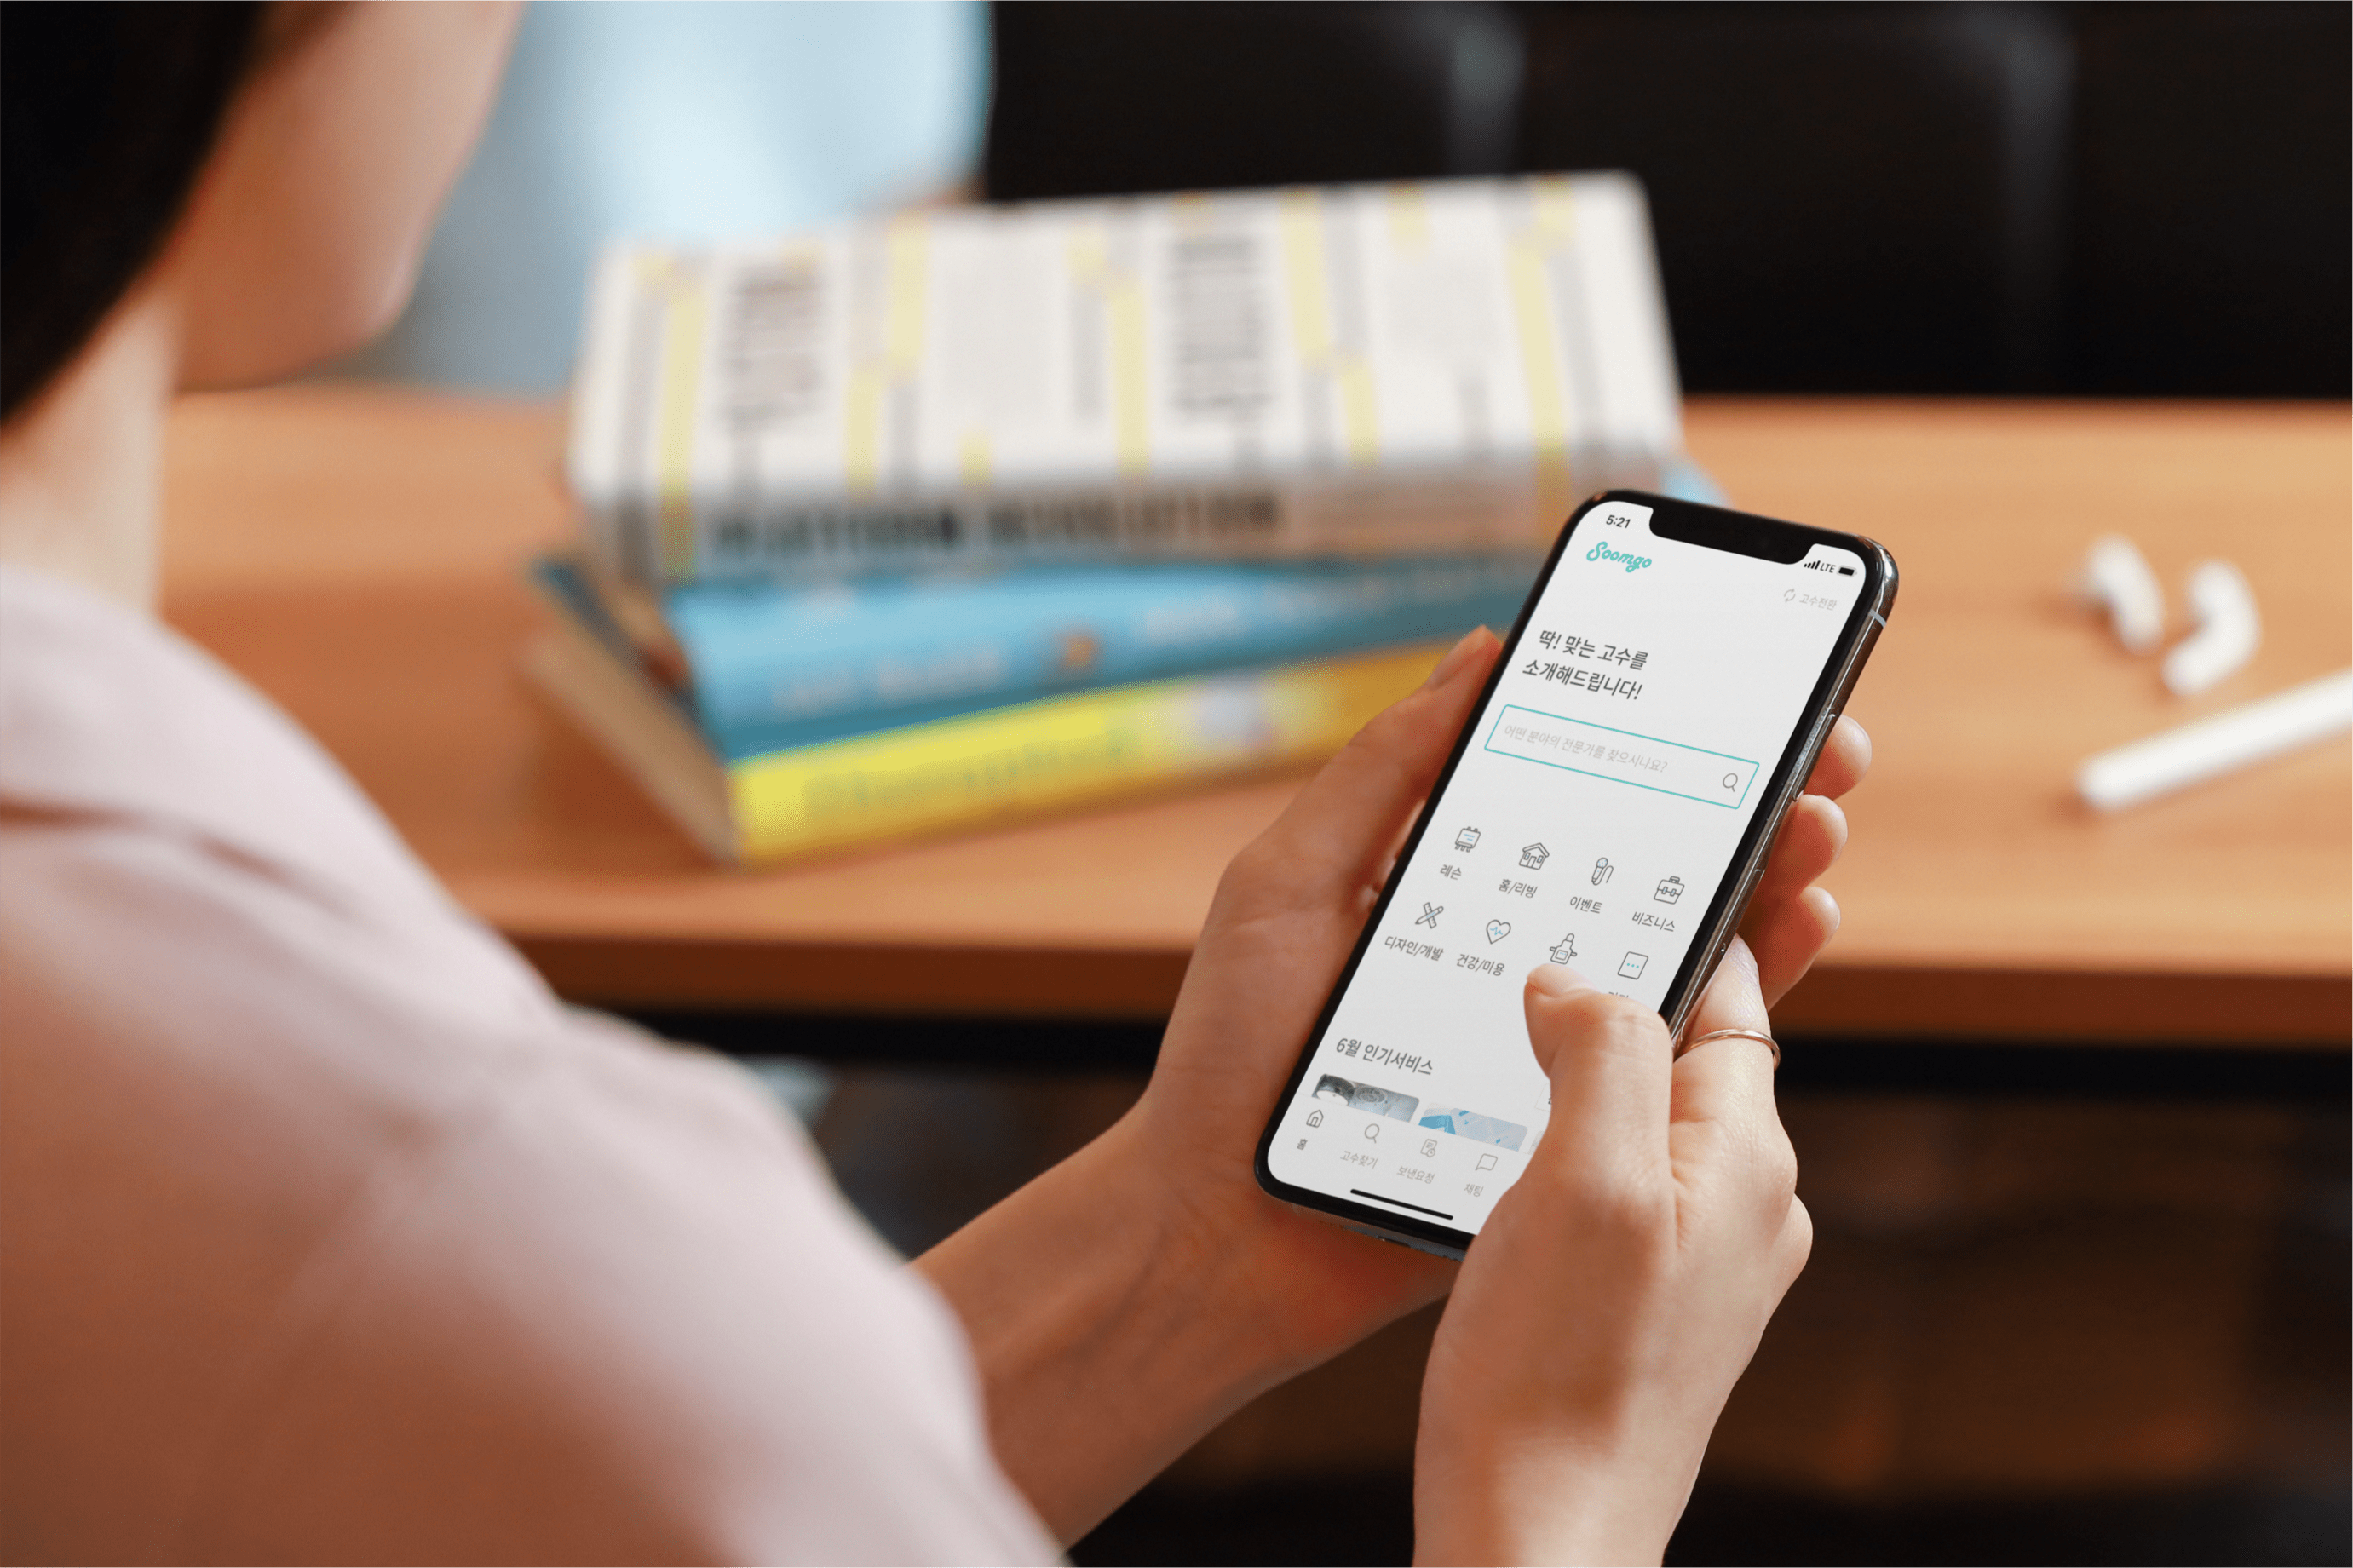 5:21
LTE
Soomgo
고수전환
딱! 맞는 고수를
소개해드립니다!
어떤 분야의 전문가를 찾으시나요?
레슨
홈/리빙
이벤트
비즈니스
디자인/개발
건강/미용
6월 인기서비스
홈
고수찾기
보낸요청
채팅